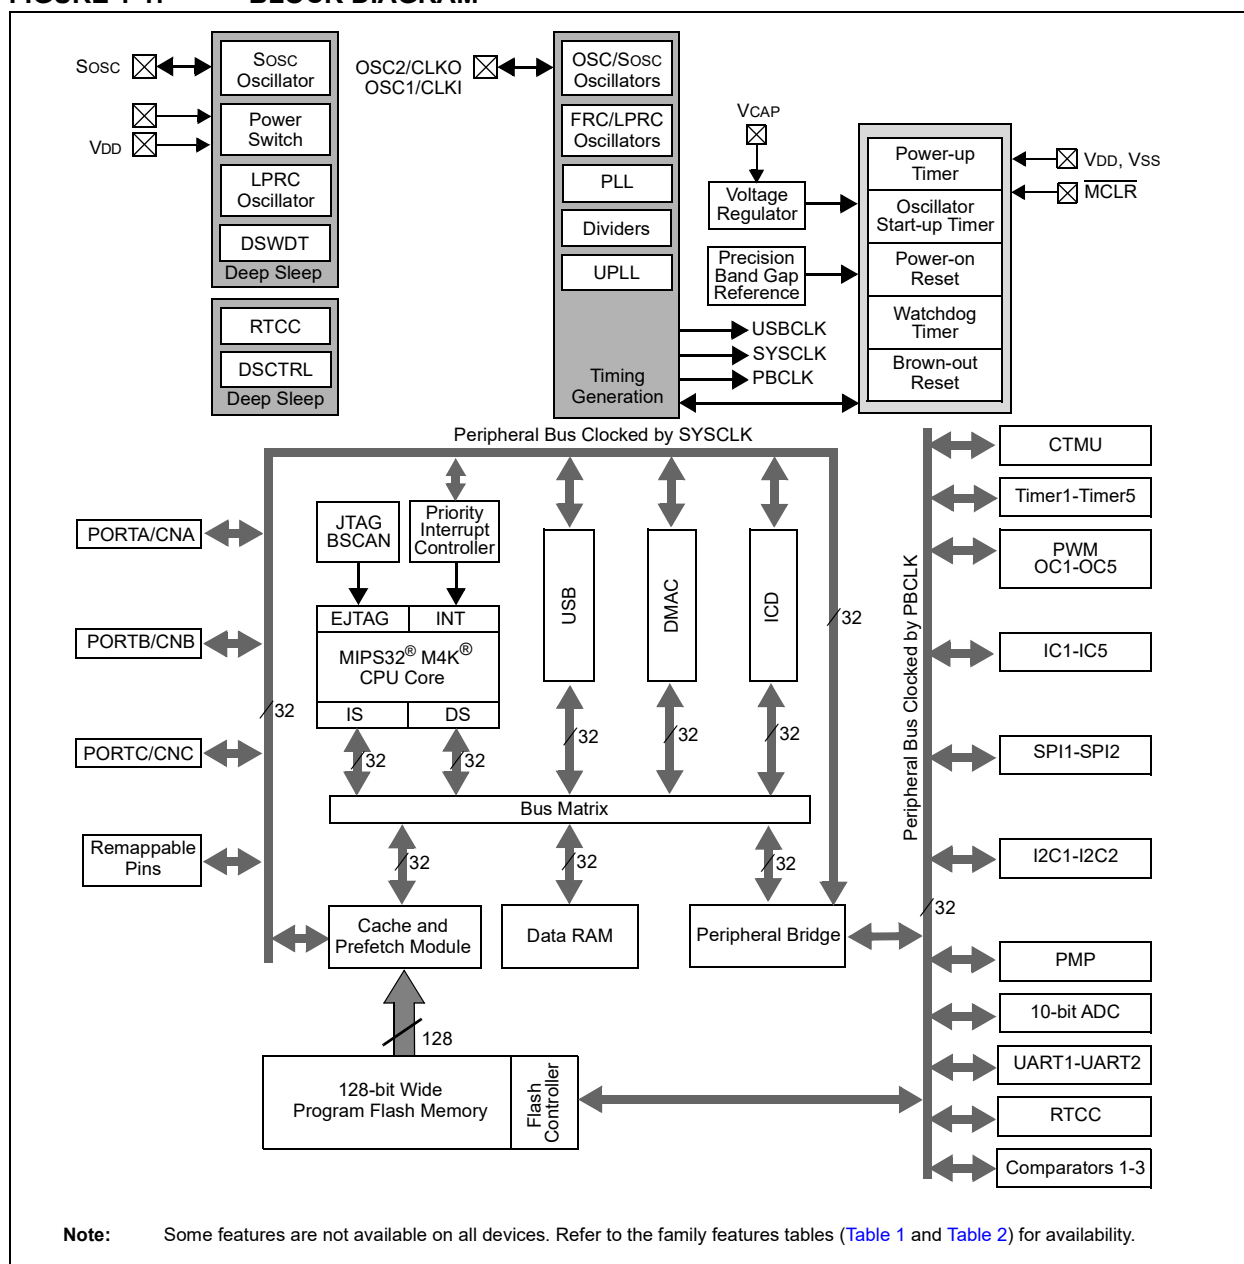 SOSC
SOSC
Oscillator
Power
Switch
VDD
LPRC
Oscillator
DSWDT
Deep Sleep
RTCC
DSCTRL
Deep Sleep
OSC2/CLKO
OSC1/CLKI
OSC/SOSC
Oscillators
FRC/LPRC
Oscillators
PLL
Dividers
UPLL
Timing
Generation
USBCLK
SYSCLK
PBCLK
VCAP
Voltage
Regulator
Precision
Band Gap
Reference
Power-up
Timer
Oscillator
Start-up Timer
Power-on
Reset
Watchdog
Timer
Brown-out
Reset
VDD, VSS
MCLR
Peripheral Bus Clocked by SYSCLK
PORTA/CNA
PORTB/CNB
PORTC/CNC
Remappable
Pins
32
JTAG
BSCAN
Priority
Interrupt
Controller
EJTAG
INT
MIPS32® M4K®
CPU Core
IS
DS
USB
DMAC
ICD
32
32
32
32
32
32
Bus Matrix
32
32
32
Cache and
Prefetch Module
Data RAM
Peripheral Bridge
128
128-bit Wide
Program Flash Memory
Flash
Controller
Peripheral Bus Clocked by PBCLK
32
CTMU
Timer1-Timer5
PWM
OC1-OC5
IC1-IC5
SPI1-SPI2
I2C1-I2C2
PMP
10-bit ADC
UART1-UART2
RTCC
Comparators 1-3
Note: Some features are not available on all devices. Refer to the family features tables (Table 1 and Table 2) for availability.